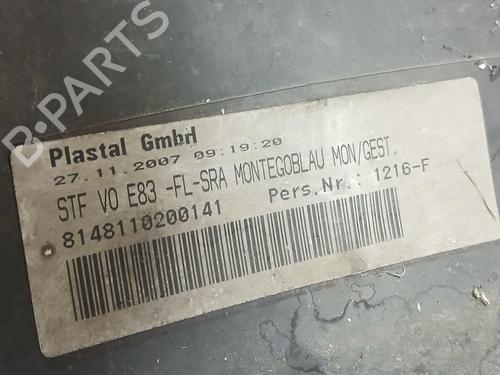 Plastal GmbH
27.11.2007 09:19:20
STF VO E83 -FL-SRA MONTEGOBLAU MON/GEST.
Pers.Nr.: 1216-F
8148110200141
B-PARTS